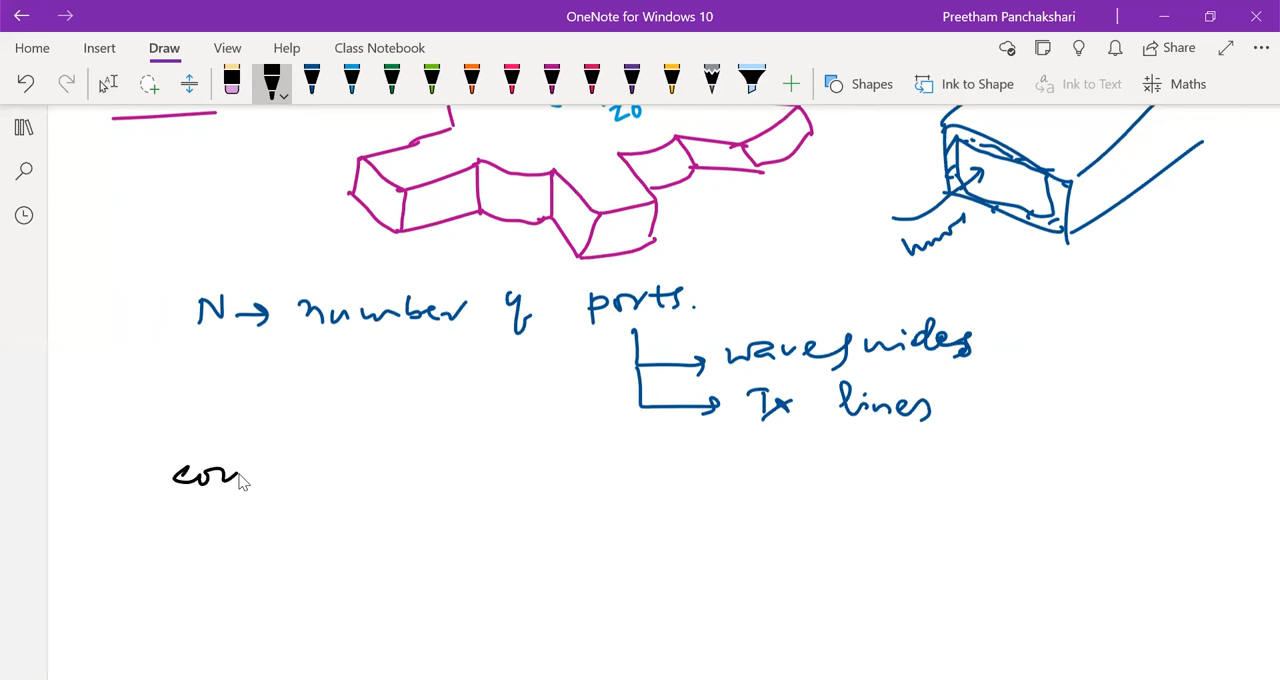 OneNote for Windows 10
Preetham Panchakshari
Home Insert Draw View Help Class Notebook
Share
Shapes Ink to Shape Ink to Text Maths
20
N → number of ports.
waveguides
Tx lines
con